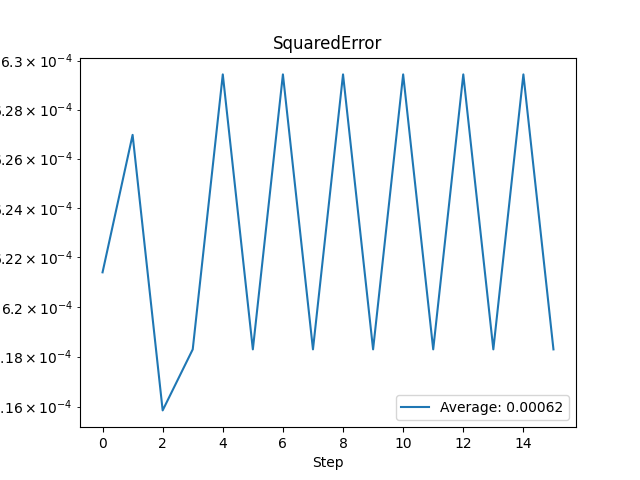 SquaredError
6.3 × 10⁻⁴
.28 × 10⁻⁴
.26 × 10⁻⁴
.24 × 10⁻⁴
.22 × 10⁻⁴
6.2 × 10⁻⁴
.18 × 10⁻⁴
.16 × 10⁻⁴
Average: 0.00062
0 2 4 6 8 10 12 14
Step